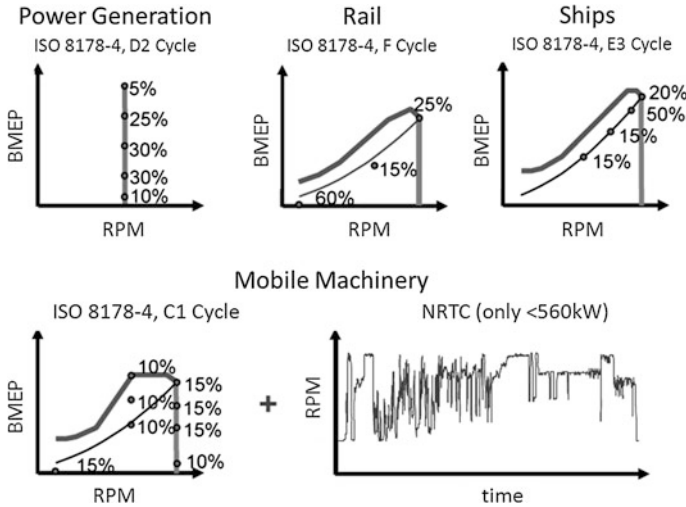 Power Generation
ISO 8178-4, D2 Cycle
BMEP
5%
25%
30%
30%
10%
RPM
Rail
ISO 8178-4, F Cycle
BMEP
25%
15%
60%
RPM
Ships
ISO 8178-4, E3 Cycle
BMEP
20%
50%
15%
15%
RPM
Mobile Machinery
ISO 8178-4, C1 Cycle
BMEP
10%
15%
10%
15%
10%
15%
15%
10%
RPM
+
NRTC (only <560kW)
RPM
time